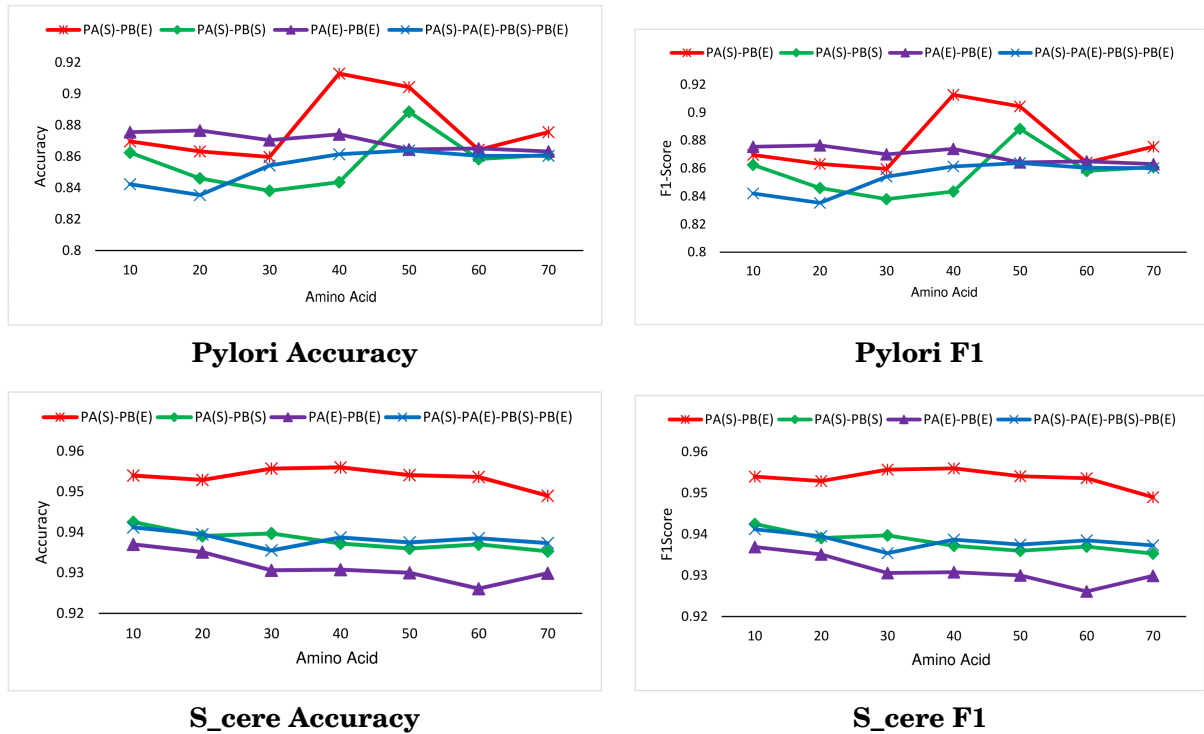 PA(S)-PB(E) PA(S)-PB(S) PA(E)-PB(E) PA(S)-PA(E)-PB(S)-PB(E)
0.92
0.9
0.88
0.86
0.84
0.82
0.8
Accuracy
10 20 30 40 50 60 70
Amino Acid
Pylori Accuracy
PA(S)-PB(E) PA(S)-PB(S) PA(E)-PB(E) PA(S)-PA(E)-PB(S)-PB(E)
0.92
0.9
0.88
0.86
0.84
0.82
0.8
F1-Score
10 20 30 40 50 60 70
Amino Acid
Pylori F1
PA(S)-PB(E) PA(S)-PB(S) PA(E)-PB(E) PA(S)-PA(E)-PB(S)-PB(E)
0.96
0.95
0.94
0.93
0.92
Accuracy
10 20 30 40 50 60 70
Amino Acid
S_cere Accuracy
PA(S)-PB(E) PA(S)-PB(S) PA(E)-PB(E) PA(S)-PA(E)-PB(S)-PB(E)
0.96
0.95
0.94
0.93
0.92
F1Score
10 20 30 40 50 60 70
Amino Acid
S_cere F1